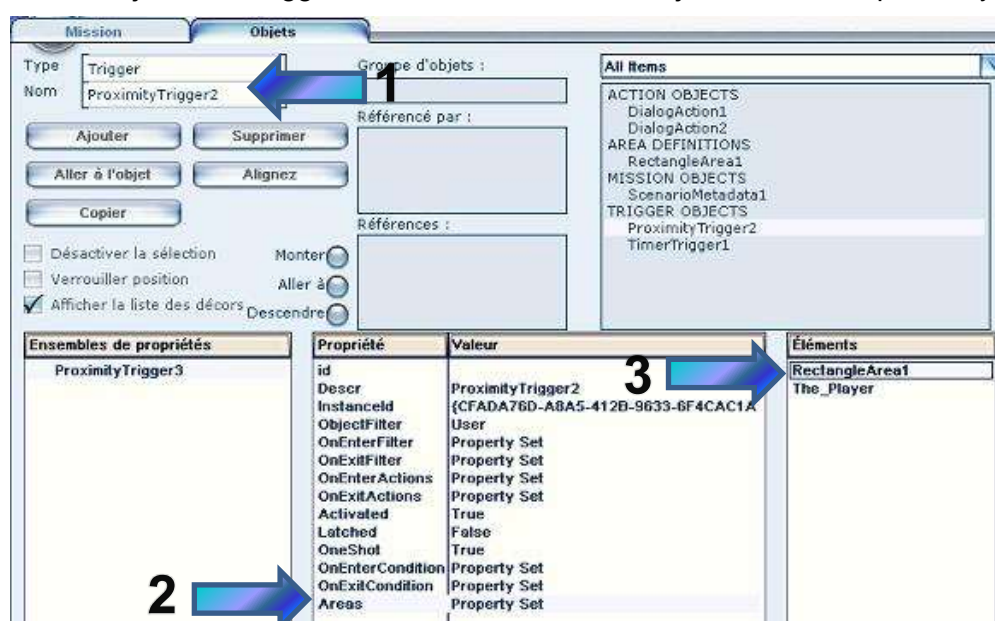 Mission Objets
Type Trigger Groupe d'objets : All Items
1
Nom ProximityTrigger2
Référencé par :
Ajouter Supprimer
Aller à l'objet Alignez
Copier
Références :
Désactiver la sélection Monter
Verrouiller position Aller à
Afficher la liste des décors Descendre
ACTION OBJECTS
DialogAction1
DialogAction2
AREA DEFINITIONS
RectangleArea1
MISSION OBJECTS
ScenarioMetadata1
TRIGGER OBJECTS
ProximityTrigger2
TimerTrigger1
Ensembles de propriétés
ProximityTrigger3
Propriété Valeur
id
Descr ProximityTrigger2
InstanceId {CFADA76D-A8A5-412B-9633-6F4CAC1A
ObjectFilter User
OnEnterFilter Property Set
OnExitFilter Property Set
OnEnterActions Property Set
OnExitActions Property Set
Activated True
Latched False
OneShot True
OnEnterCondition Property Set
OnExitCondition Property Set
2
Areas Property Set
3
Éléments
RectangleArea1
The_Player